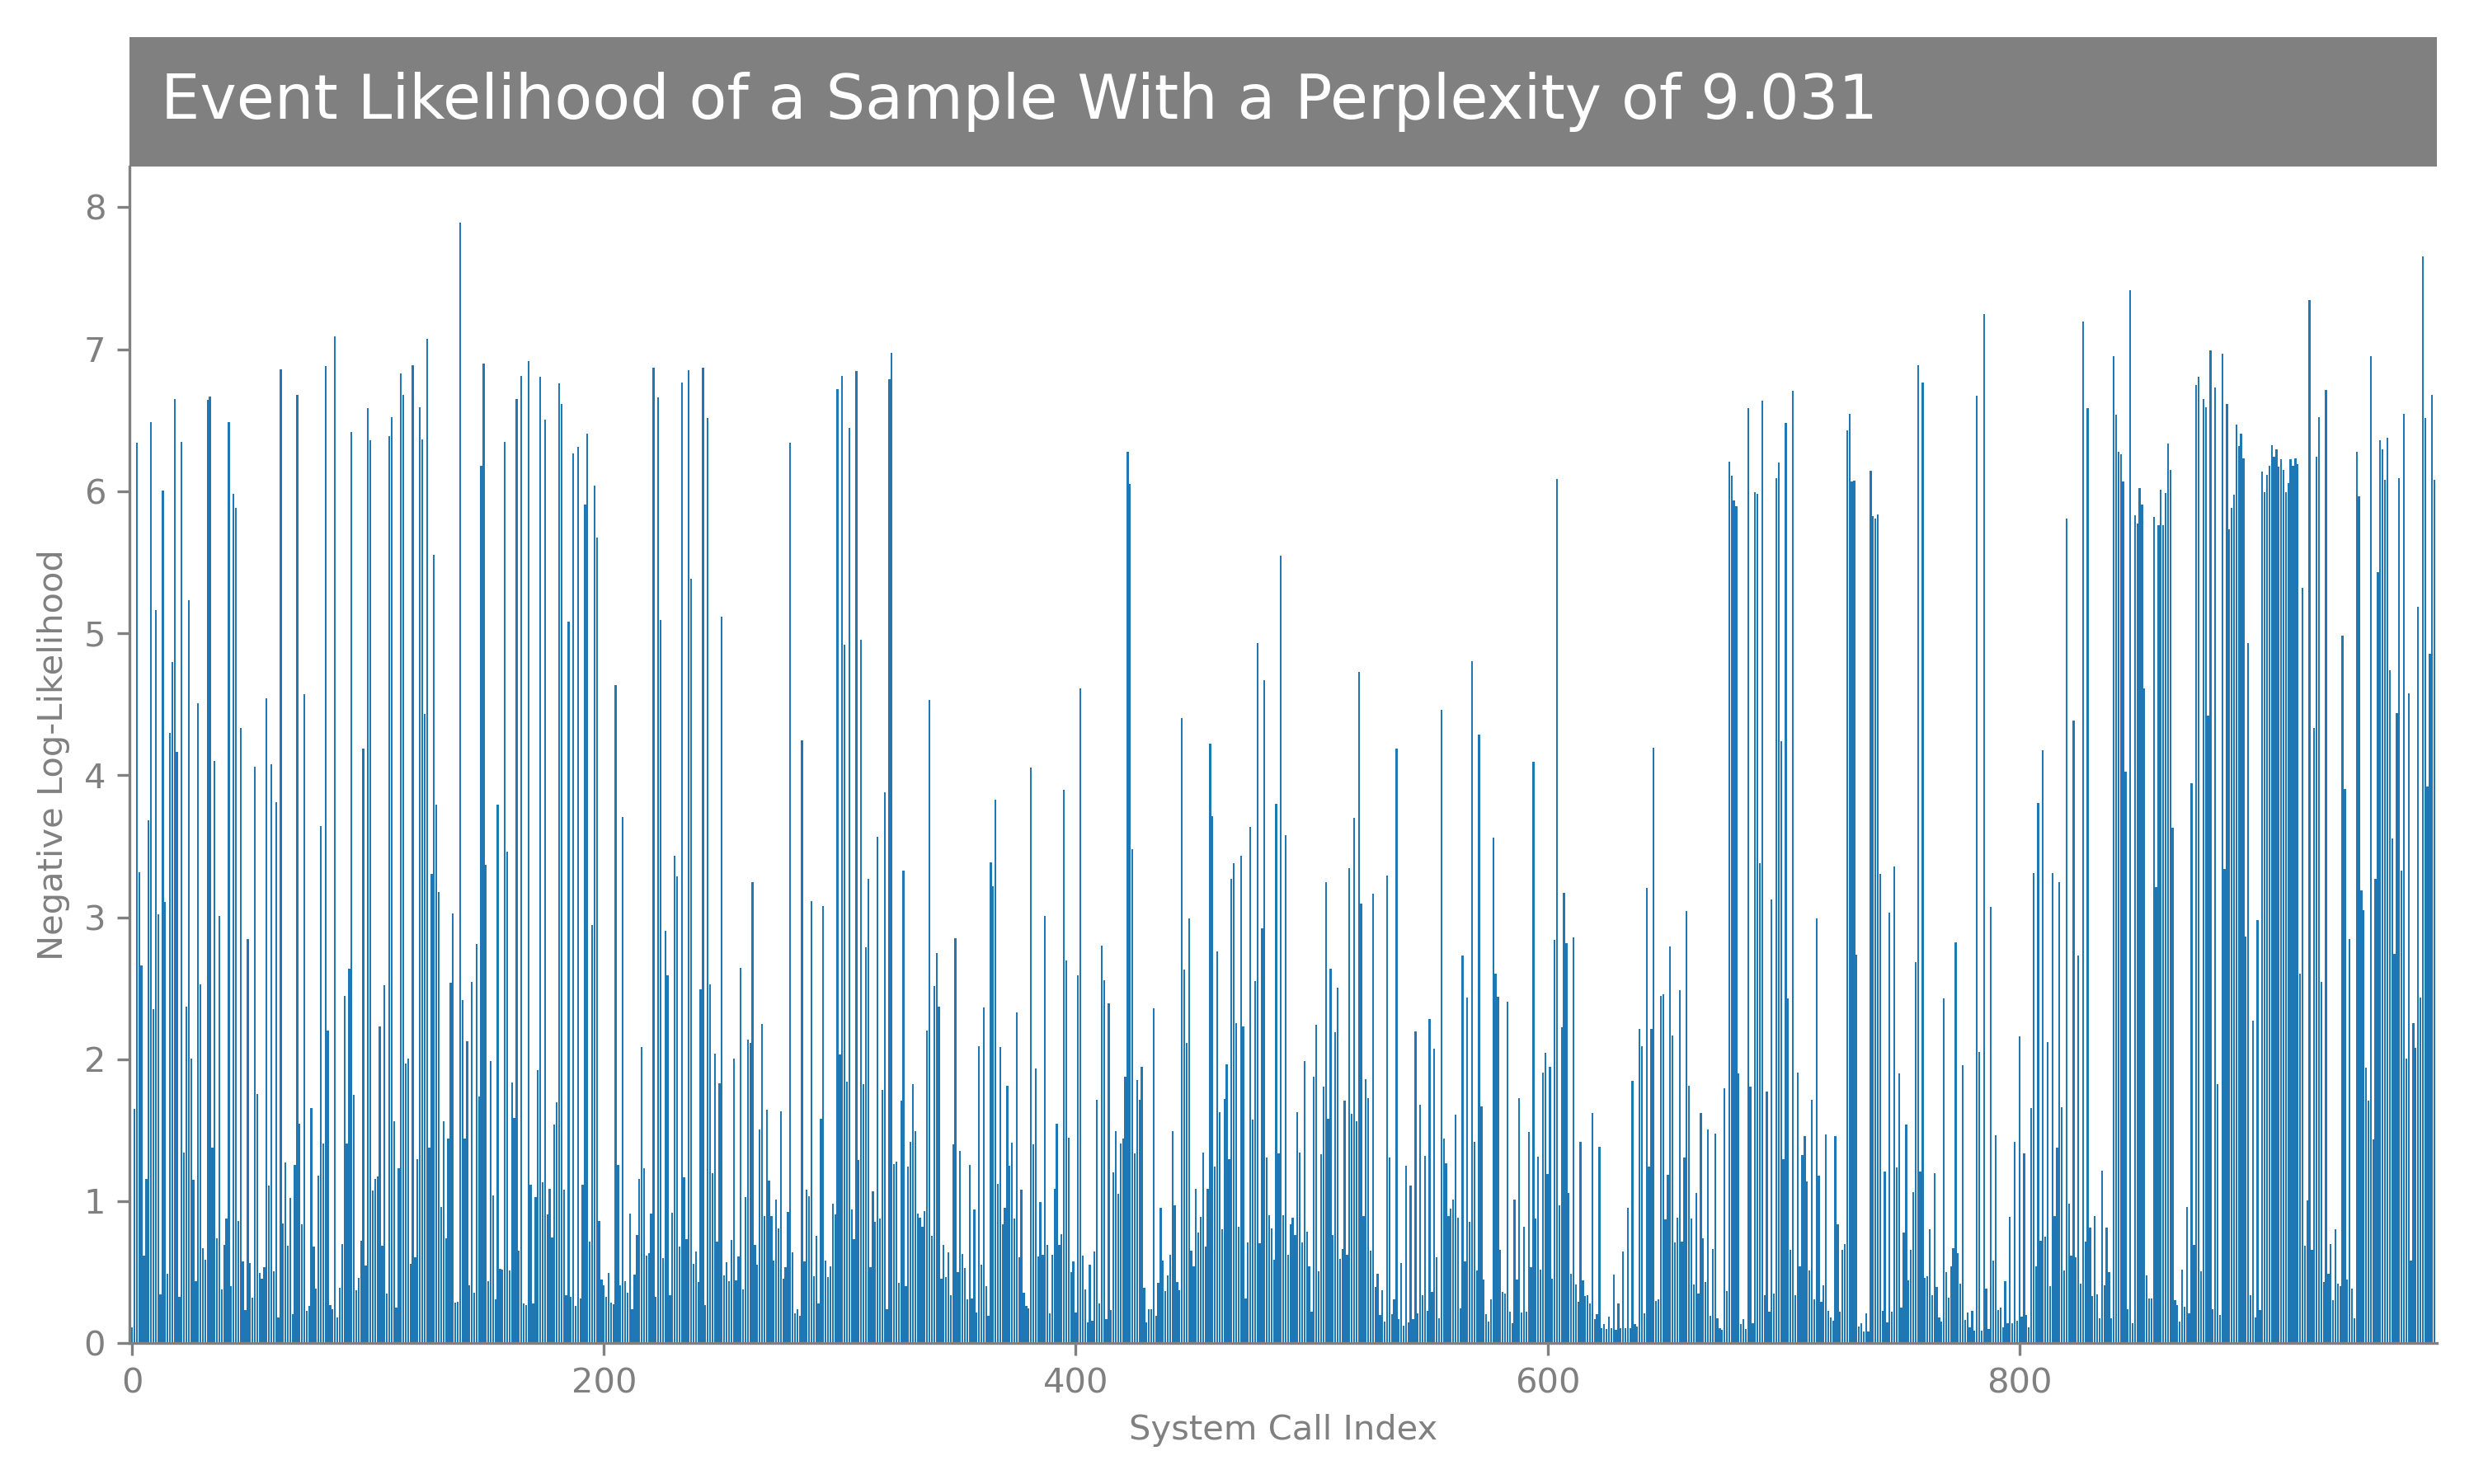 Event Likelihood of a Sample With a Perplexity of 9.031
8
7
6
5
4
3
2
1
0
Negative Log-Likelihood
0 200 400 600 800
System Call Index